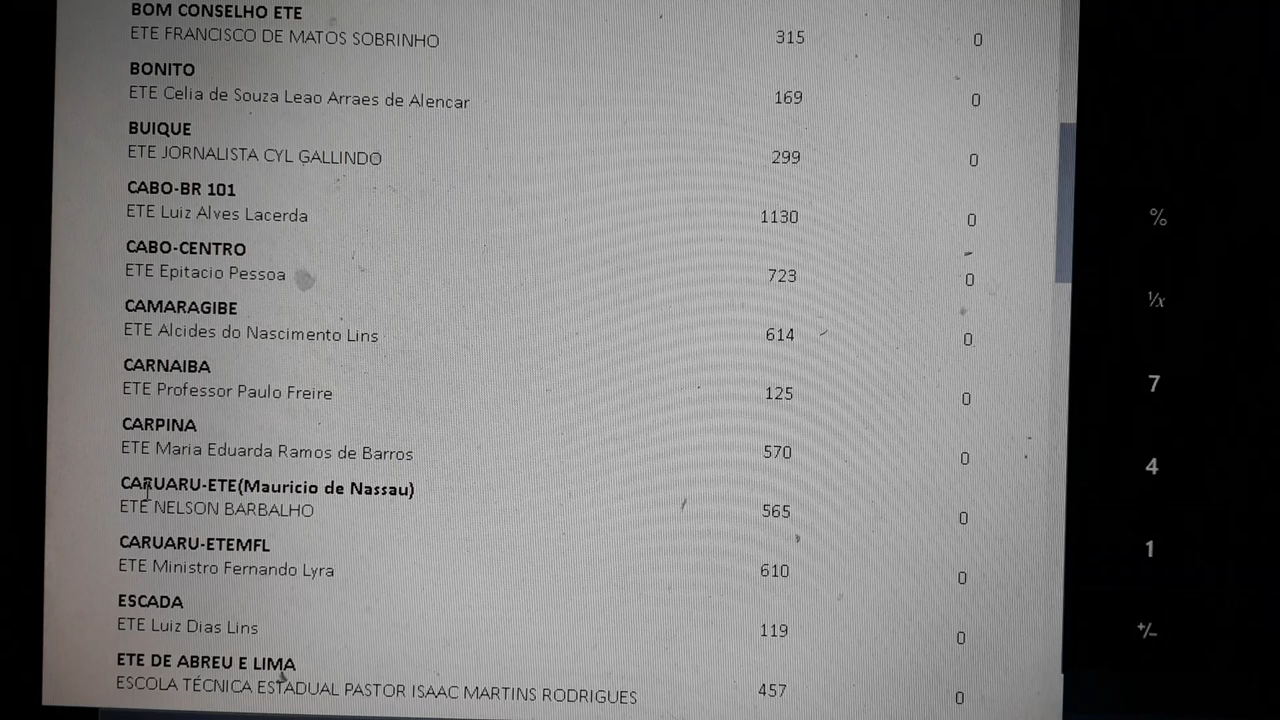 BOM CONSELHO ETE
ETE FRANCISCO DE MATOS SOBRINHO 315 0
BONITO
ETE Celia de Souza Leao Arraes de Alencar 169 0
BUIQUE
ETE JORNALISTA CYL GALLINDO 299 0
CABO-BR 101
ETE Luiz Alves Lacerda 1130 0
CABO-CENTRO
ETE Epitacio Pessoa 723 0
CAMARAGIBE
ETE Alcides do Nascimento Lins 614 0
CARNAIBA
ETE Professor Paulo Freire 125 0
CARPINA
ETE Maria Eduarda Ramos de Barros 570 0
CARUARU-ETE(Mauricio de Nassau)
ETE NELSON BARBALHO 565 0
CARUARU-ETEMFL
ETE Ministro Fernando Lyra 610 0
ESCADA
ETE Luiz Dias Lins 119 0
ETE DE ABREU E LIMA
ESCOLA TÉCNICA ESTADUAL PASTOR ISAAC MARTINS RODRIGUES 457 0
%
⅟x
7
4
1
+/-